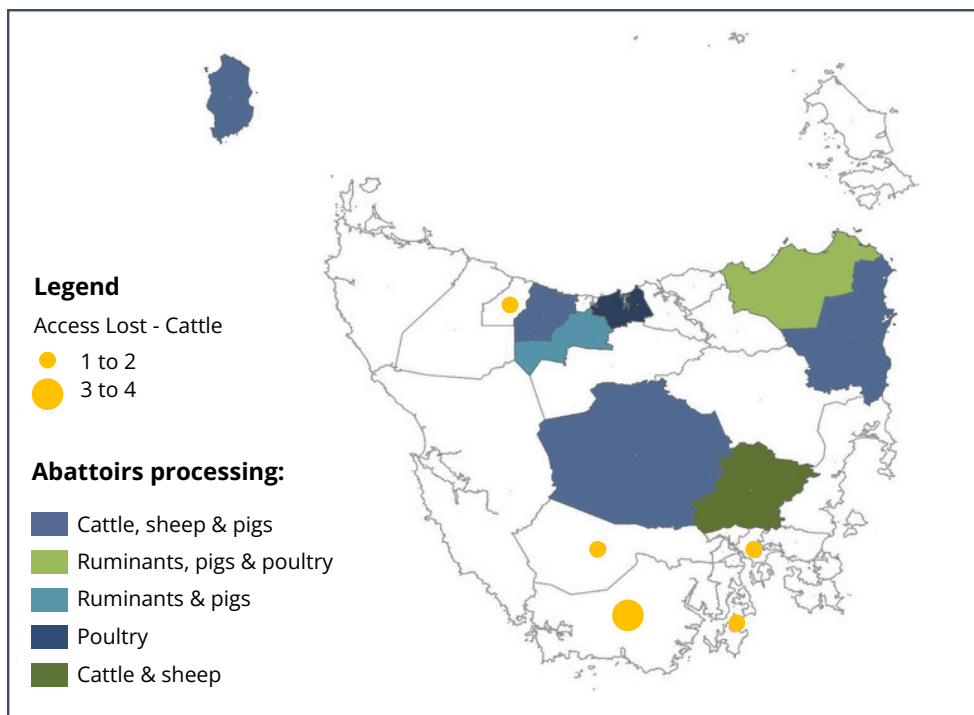 Legend
Access Lost - Cattle
1 to 2
3 to 4
Abattoirs processing:
Cattle, sheep & pigs
Ruminants, pigs & poultry
Ruminants & pigs
Poultry
Cattle & sheep